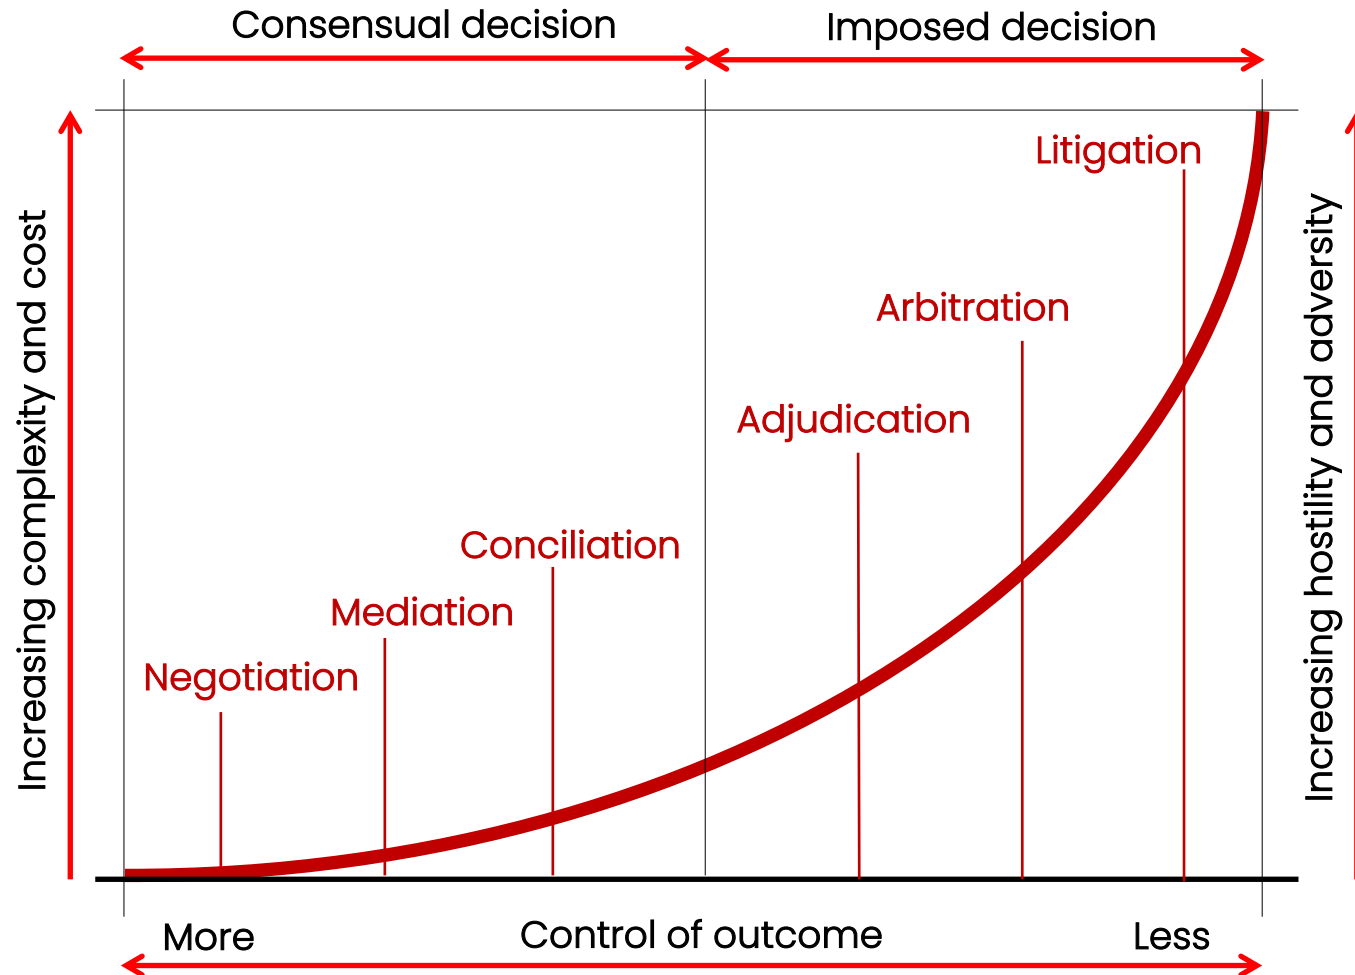 Consensual decision
Imposed decision
Increasing complexity and cost
Litigation
Arbitration
Adjudication
Conciliation
Mediation
Negotiation
Increasing hostility and adversity
More
Control of outcome
Less